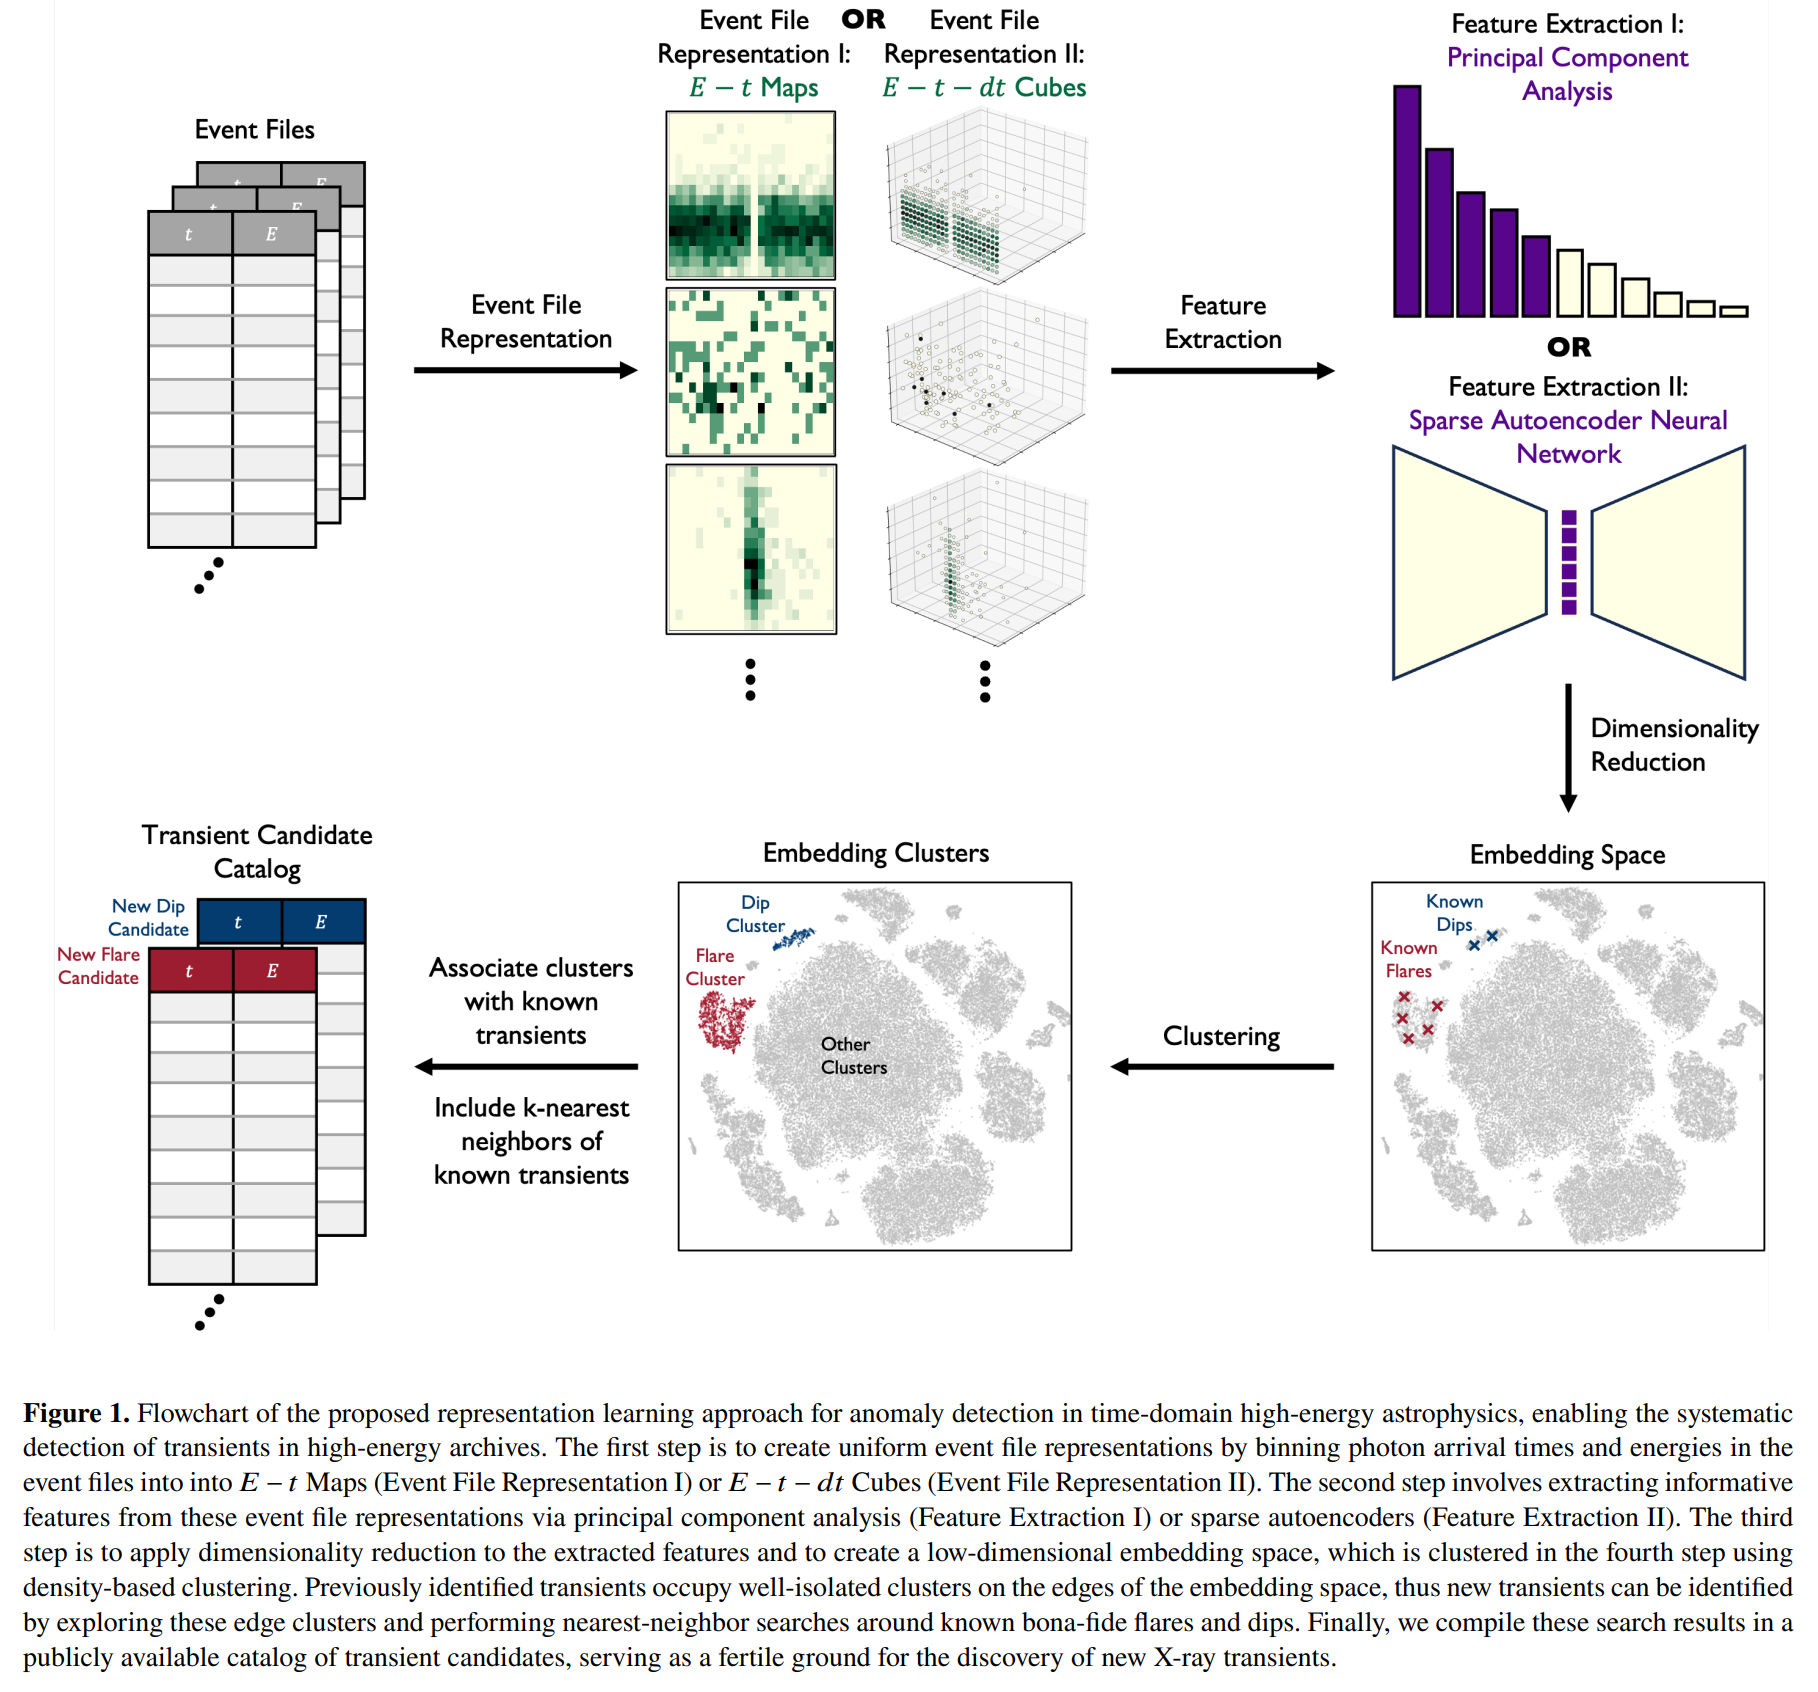 Event Files
t E
t E
t E
Event File
Representation
Event File
Representation I:
E − t Maps
OR
Event File
Representation II:
E − t − dt Cubes
Feature
Extraction
Feature Extraction I:
Principal Component
Analysis
OR
Feature Extraction II:
Sparse Autoencoder Neural
Network
Dimensionality
Reduction
Embedding Space
Known
Dips
Known
Flares
Clustering
Embedding Clusters
Dip
Cluster
Flare
Cluster
Other
Clusters
Associate clusters
with known
transients
Include k-nearest
neighbors of
known transients
Transient Candidate
Catalog
New Dip
Candidate
t E
New Flare
Candidate
t E
Figure 1. Flowchart of the proposed representation learning approach for anomaly detection in time-domain high-energy astrophysics, enabling the systematic
detection of transients in high-energy archives. The first step is to create uniform event file representations by binning photon arrival times and energies in the
event files into into E − t Maps (Event File Representation I) or E − t − dt Cubes (Event File Representation II). The second step involves extracting informative
features from these event file representations via principal component analysis (Feature Extraction I) or sparse autoencoders (Feature Extraction II). The third
step is to apply dimensionality reduction to the extracted features and to create a low-dimensional embedding space, which is clustered in the fourth step using
density-based clustering. Previously identified transients occupy well-isolated clusters on the edges of the embedding space, thus new transients can be identified
by exploring these edge clusters and performing nearest-neighbor searches around known bona-fide flares and dips. Finally, we compile these search results in a
publicly available catalog of transient candidates, serving as a fertile ground for the discovery of new X-ray transients.